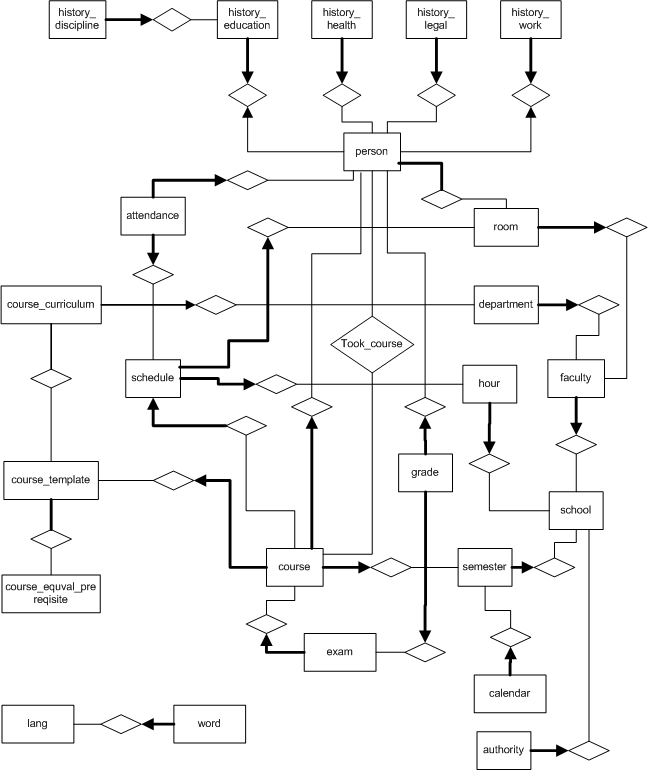 history_
discipline
history_
education
history_
health
history_
legal
history_
work
person
attendance
room
course_curriculum
department
Took_course
schedule
hour
faculty
course_template
grade
school
course
semester
course_equval_pre
reqisite
exam
calendar
lang
word
authority